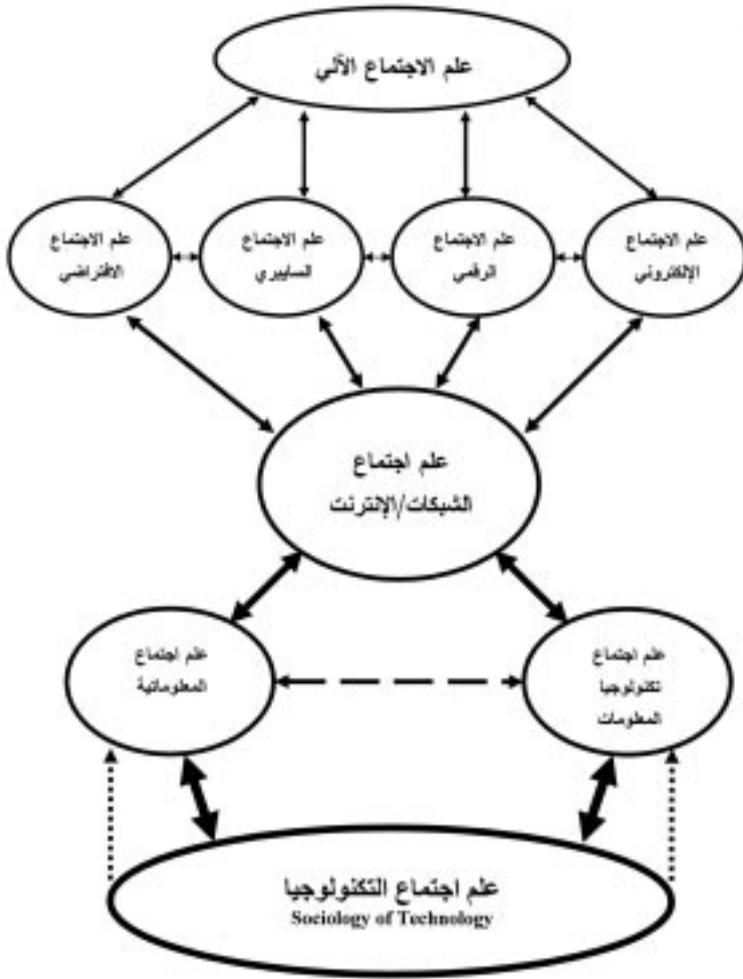 علم الاجتماع الآلي
علم الاجتماع
الإلكتروني
علم الاجتماع
الرقمي
علم الاجتماع
السايبري
علم الاجتماع
الافتراضي
علم اجتماع
الشبكات/الإنترنت
علم اجتماع
تكنولوجيا
المعلومات
علم اجتماع
المعلوماتية
علم اجتماع التكنولوجيا
Sociology of Technology